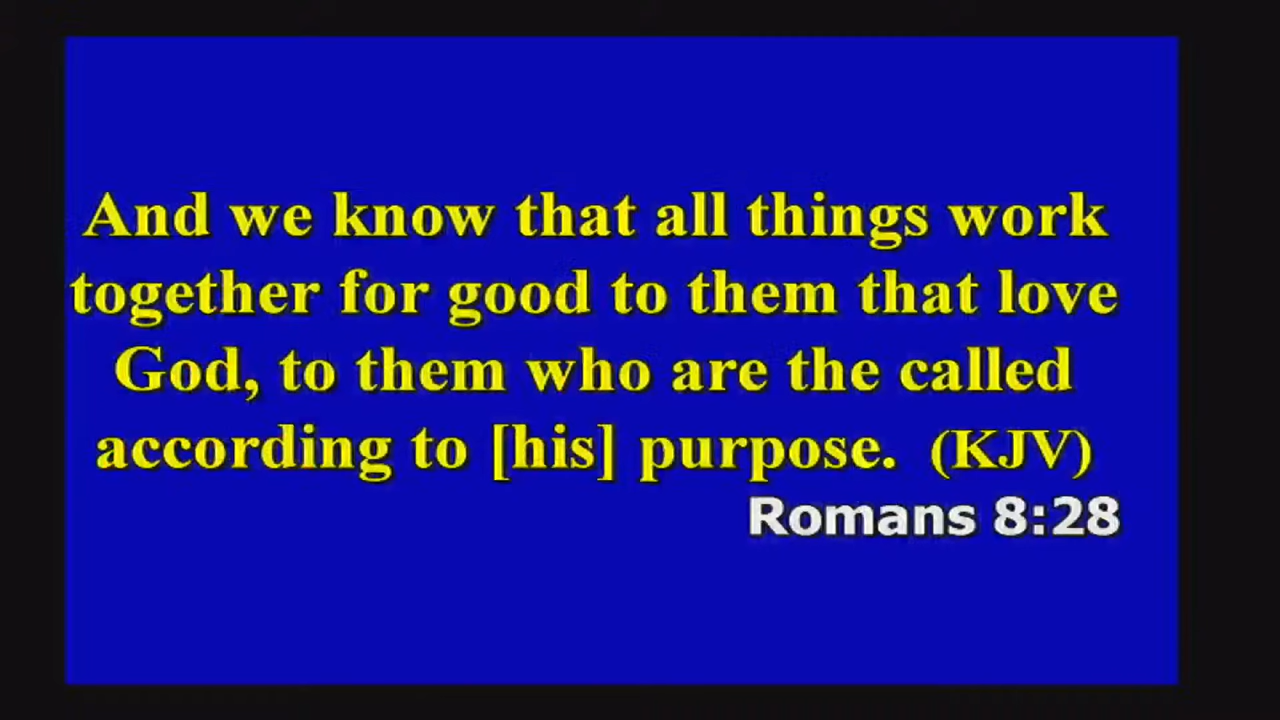 And we know that all things work
together for good to them that love
God, to them who are the called
according to [his] purpose.  (KJV)
Romans 8:28